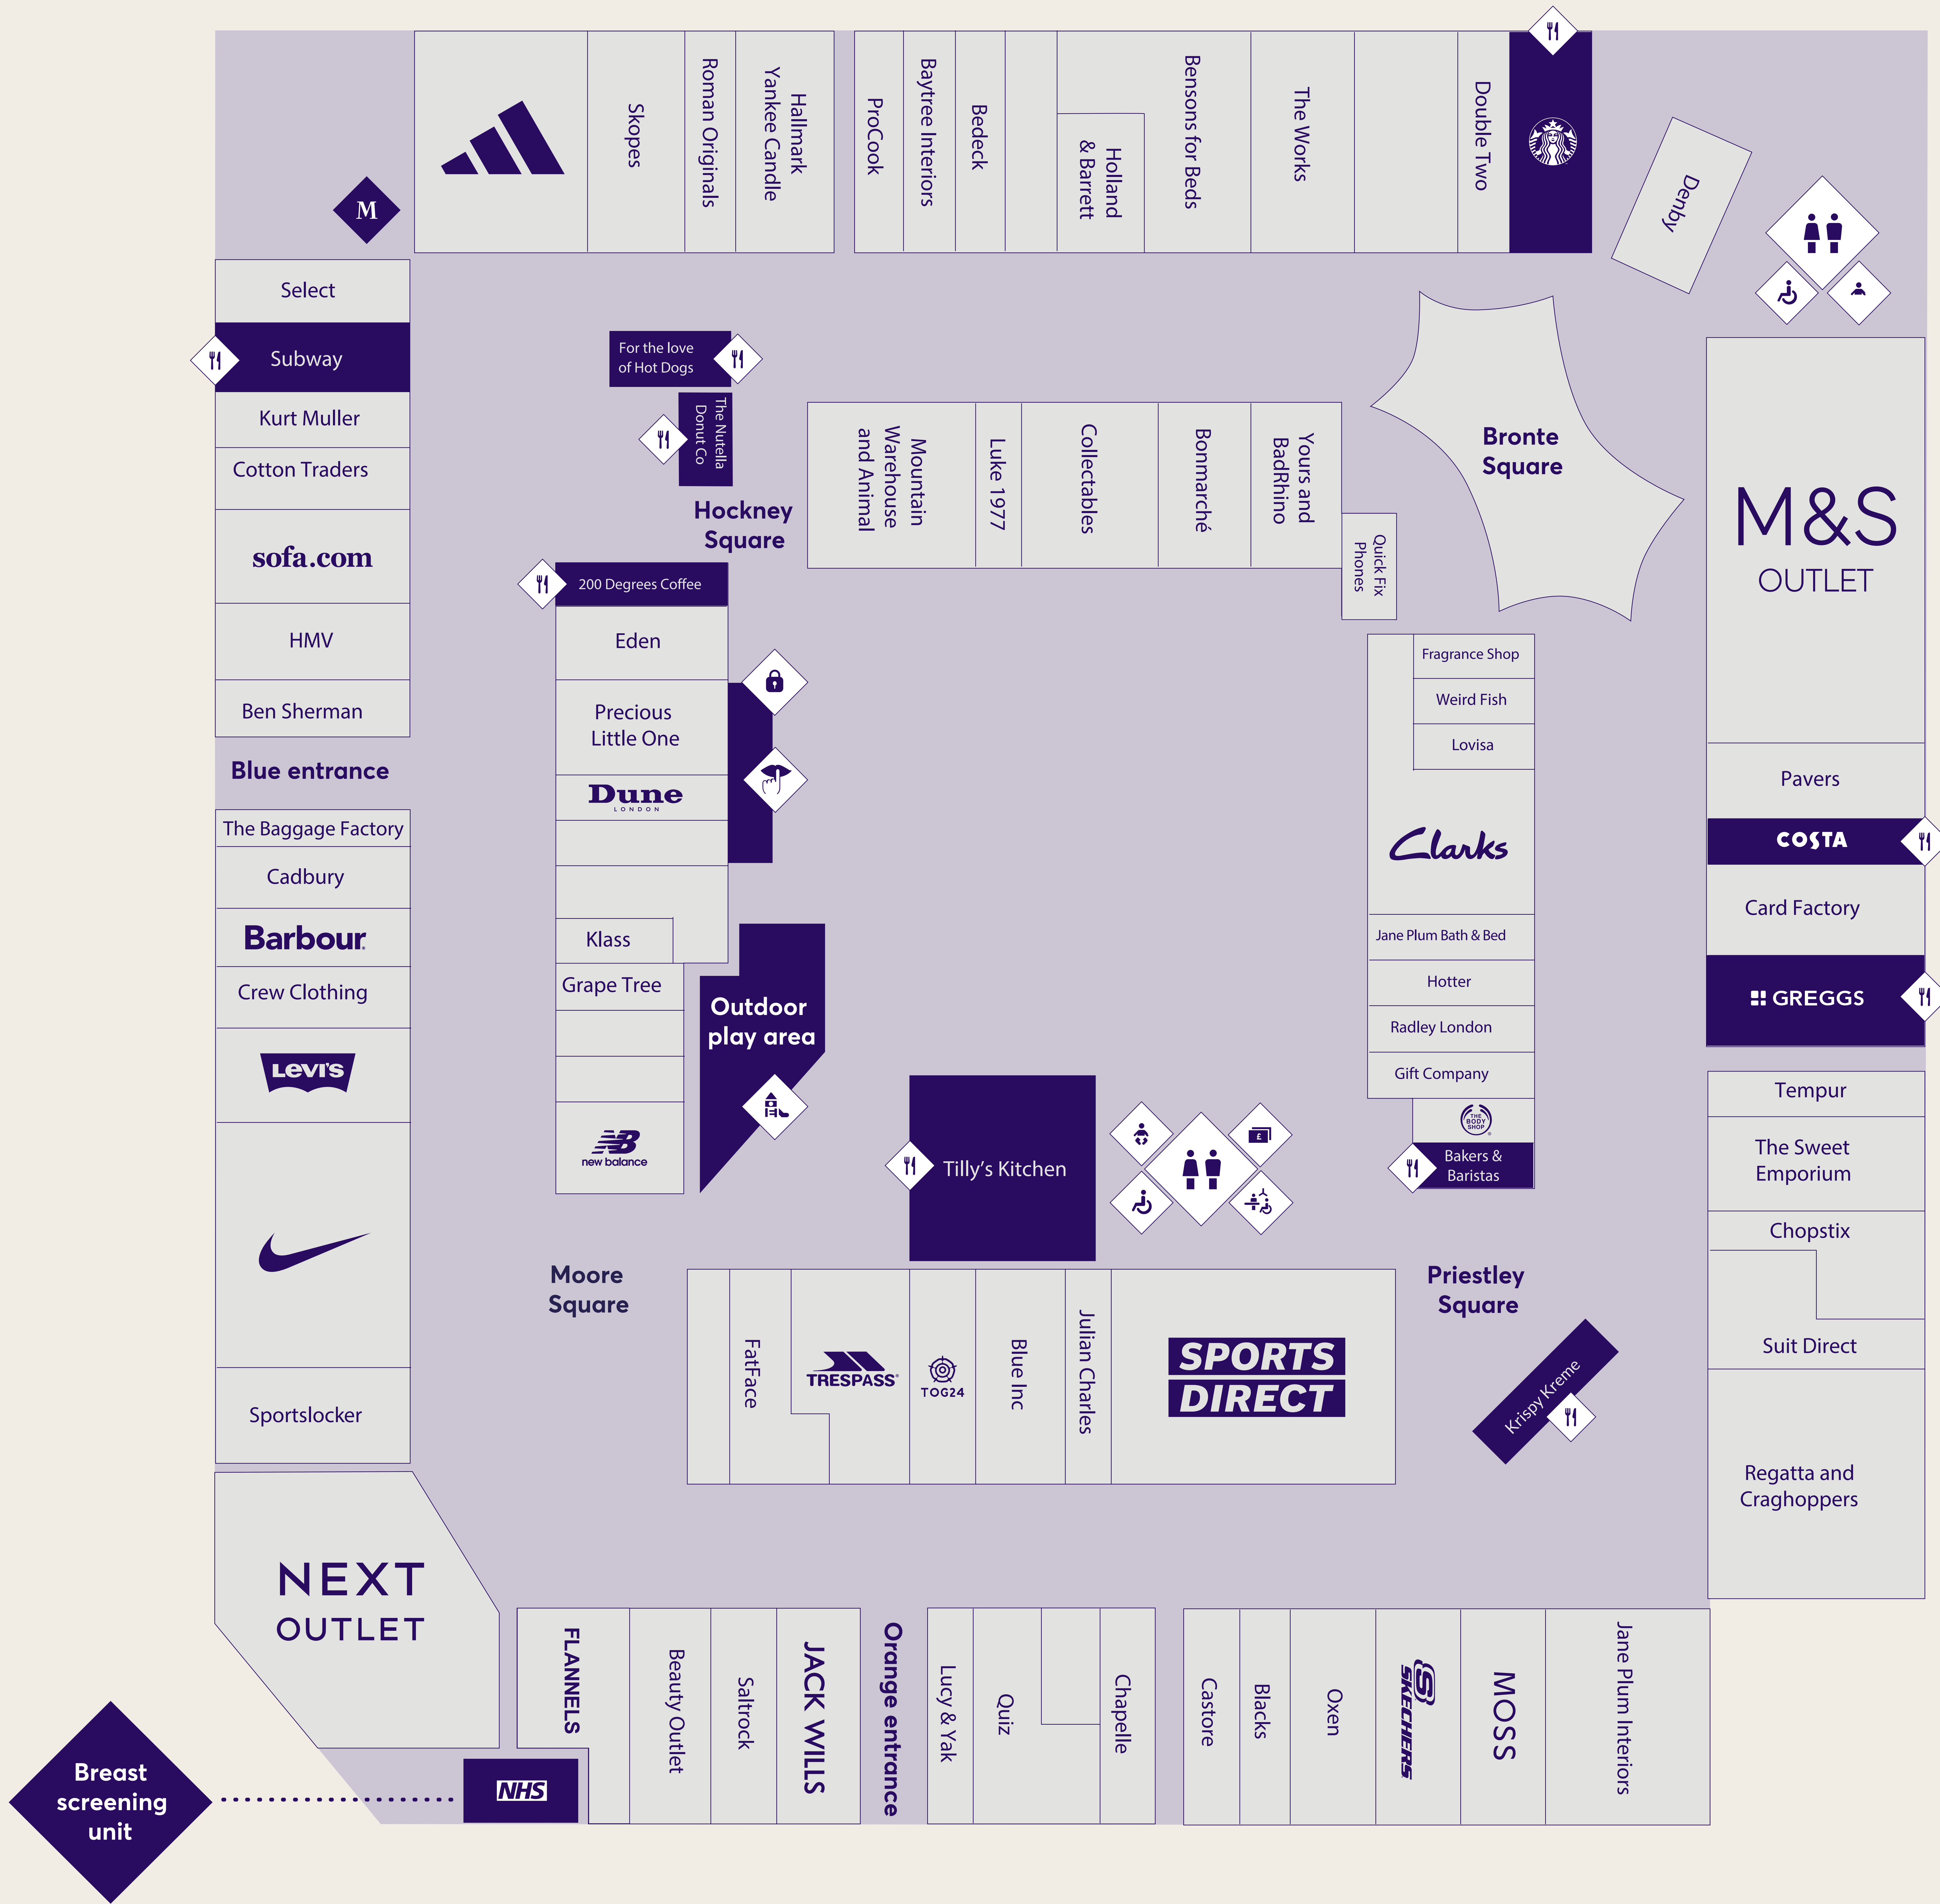 Skopes
Roman Originals
Hallmark
Yankee Candle
ProCook
Baytree Interiors
Bedeck
Holland
& Barrett
Bensons for Beds
The Works
Double Two
Denby
M
Select
Subway
Kurt Muller
Cotton Traders
sofa.com
HMV
Ben Sherman
Blue entrance
The Baggage Factory
Cadbury
Barbour
Crew Clothing
Levi's
Sportslocker
NEXT
OUTLET
For the love
of Hot Dogs
The Nutella
Donut Co
Hockney
Square
200 Degrees Coffee
Eden
Precious
Little One
Dune
LONDON
Klass
Grape Tree
new balance
Outdoor
play area
Mountain
Warehouse
and Animal
Luke 1977
Collectables
Bonmarché
Yours and
BadRhino
Quick Fix
Phones
Bronte
Square
M&S
OUTLET
Pavers
COSTA
Card Factory
GREGGS
Fragrance Shop
Weird Fish
Lovisa
Clarks
Jane Plum Bath & Bed
Hotter
Radley London
Gift Company
THE
BODY
SHOP
Bakers &
Baristas
Tempur
The Sweet
Emporium
Chopstix
Suit Direct
Regatta and
Craghoppers
Tilly’s Kitchen
£
Moore
Square
Priestley
Square
Krispy Kreme
FatFace
TRESPASS
TOG24
Blue Inc
Julian Charles
SPORTS
DIRECT
FLANNELS
Beauty Outlet
Saltrock
JACK WILLS
Orange entrance
Lucy & Yak
Quiz
Chapelle
Castore
Blacks
Oxen
S
SKECHERS
MOSS
Jane Plum Interiors
Breast
screening
unit
NHS